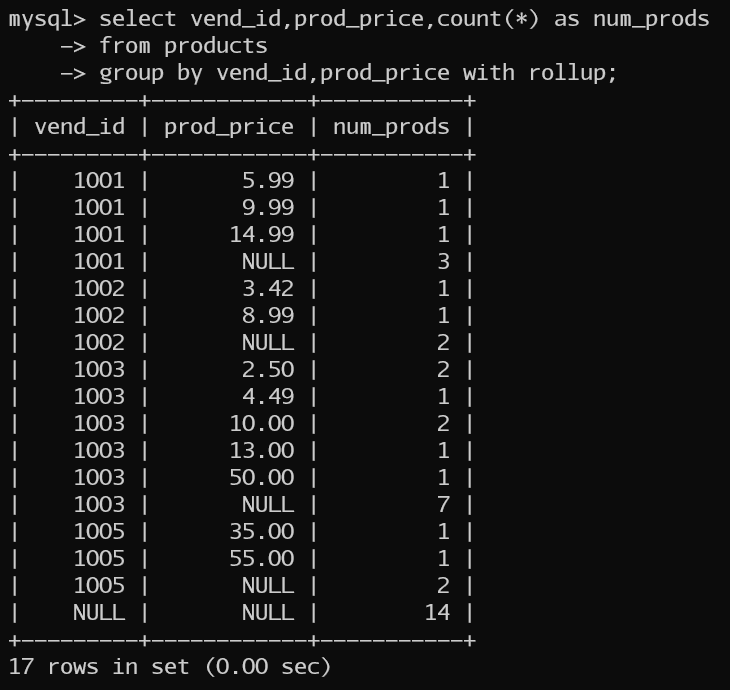 mysql> select vend_id,prod_price,count(*) as num_prods
    -> from products
    -> group by vend_id,prod_price with rollup;
+---------+------------+-----------+
| vend_id | prod_price | num_prods |
+---------+------------+-----------+
|    1001 |       5.99 |         1 |
|    1001 |       9.99 |         1 |
|    1001 |      14.99 |         1 |
|    1001 |       NULL |         3 |
|    1002 |       3.42 |         1 |
|    1002 |       8.99 |         1 |
|    1002 |       NULL |         2 |
|    1003 |       2.50 |         2 |
|    1003 |       4.49 |         1 |
|    1003 |      10.00 |         2 |
|    1003 |      13.00 |         1 |
|    1003 |      50.00 |         1 |
|    1003 |       NULL |         7 |
|    1005 |      35.00 |         1 |
|    1005 |      55.00 |         1 |
|    1005 |       NULL |         2 |
|    NULL |       NULL |        14 |
+---------+------------+-----------+
17 rows in set (0.00 sec)